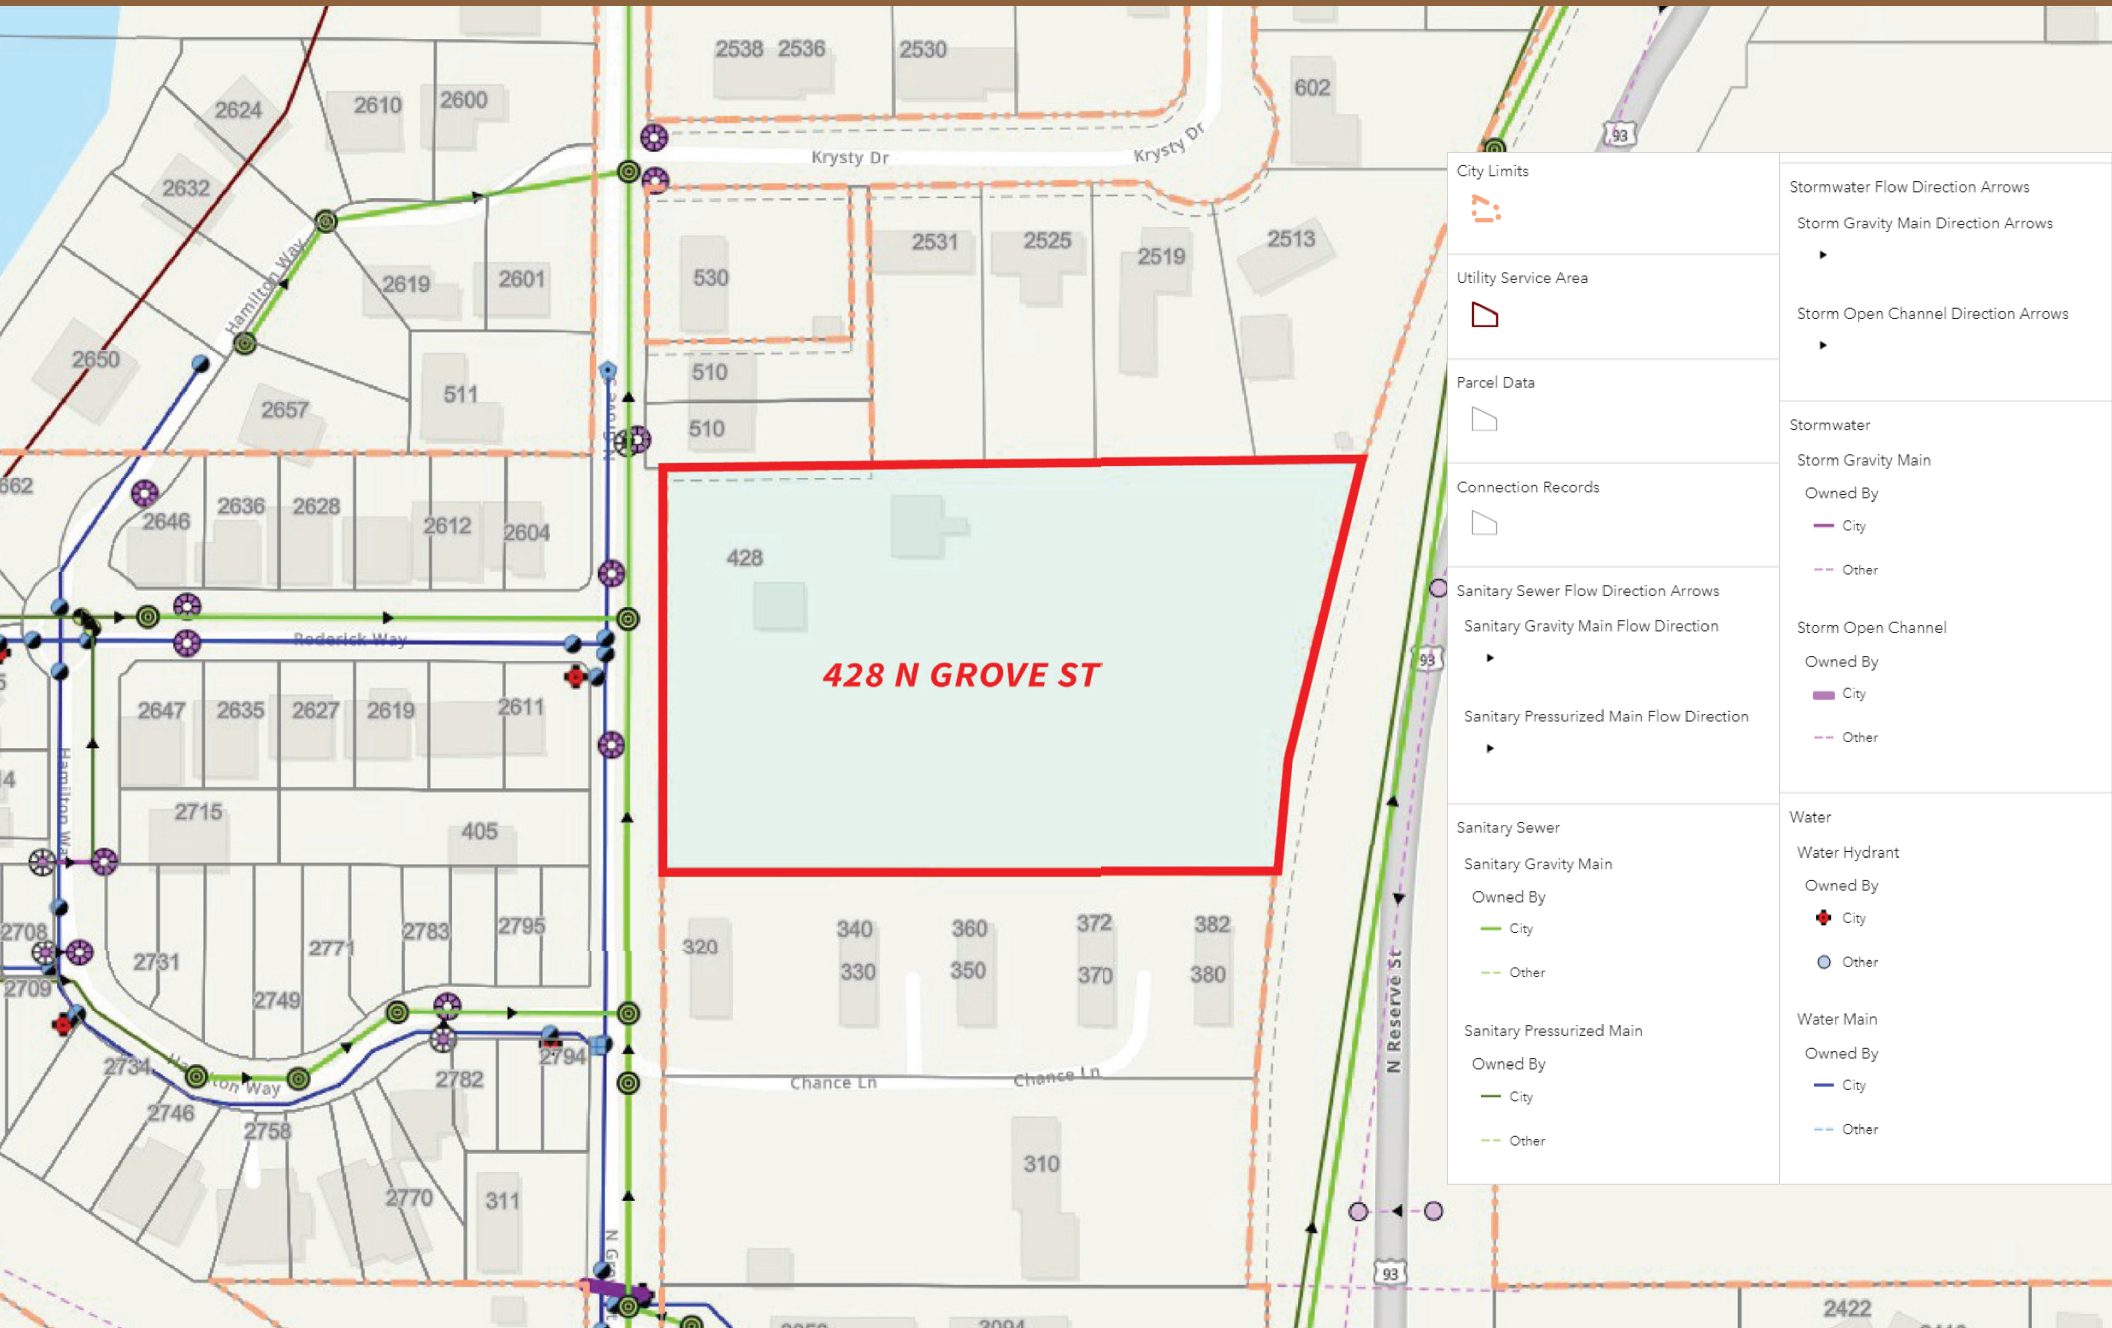 2538 2536
2530
602
2624
2610
2600
93
Krysty Dr
Krysty Dr
2632
Hamilton Way
2619
2601
530
2531
2525
2519
2513
2650
2657
511
510
510
662
2646
2636
2628
2612
2604
428
Roderick Way
428 N GROVE ST
93
2647
2635
2627
2619
2611
Hamilton Way
2715
405
2708
2731
2771
2783
2795
320
340
360
372
382
330
350
370
380
2709
2749
2734
Hamilton Way
2794
2782
Chance Ln
Chance Ln
N Reserve St
2746
2758
310
2770
311
93
2422
City Limits
Utility Service Area
Parcel Data
Connection Records
Sanitary Sewer Flow Direction Arrows
Sanitary Gravity Main Flow Direction
Sanitary Pressurized Main Flow Direction
Sanitary Sewer
Sanitary Gravity Main
Owned By
City
Other
Sanitary Pressurized Main
Owned By
City
Other
Stormwater Flow Direction Arrows
Storm Gravity Main Direction Arrows
Storm Open Channel Direction Arrows
Stormwater
Storm Gravity Main
Owned By
City
Other
Storm Open Channel
Owned By
City
Other
Water
Water Hydrant
Owned By
City
Other
Water Main
Owned By
City
Other